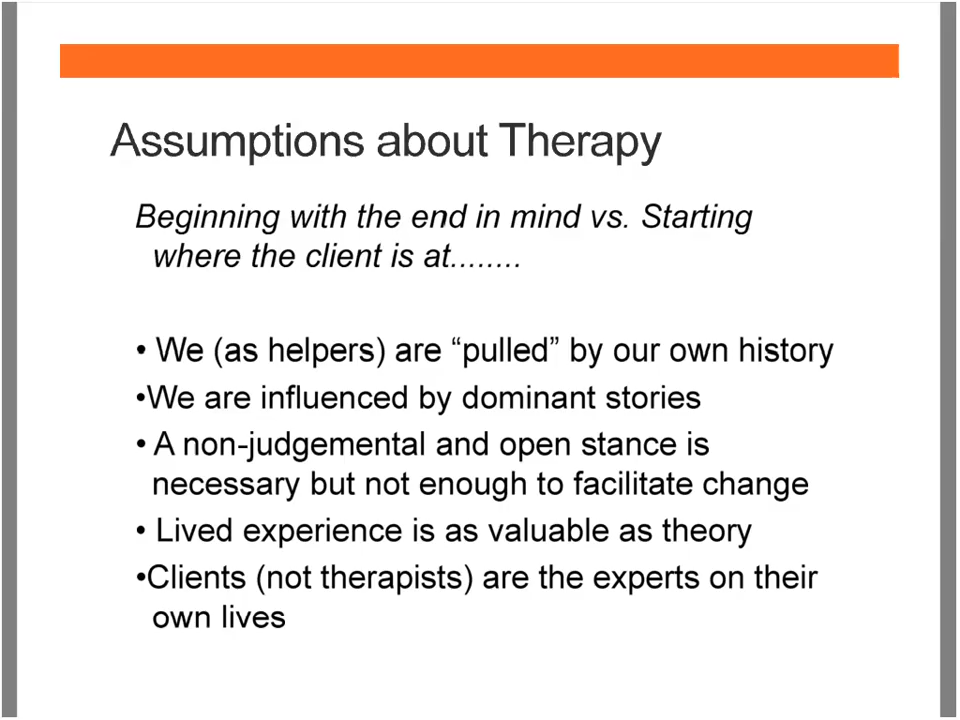 Assumptions about Therapy
Beginning with the end in mind vs. Starting
where the client is at........
• We (as helpers) are “pulled” by our own history
•We are influenced by dominant stories
• A non-judgemental and open stance is
necessary but not enough to facilitate change
• Lived experience is as valuable as theory
•Clients (not therapists) are the experts on their
own lives